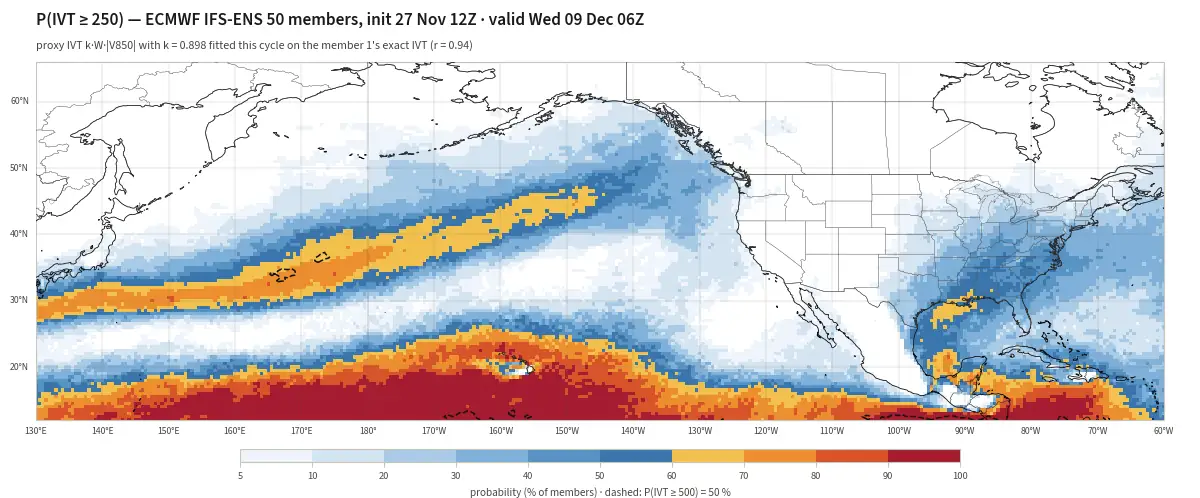 P(IVT ≥ 250) — ECMWF IFS-ENS 50 members, init 27 Nov 12Z · valid Wed 09 Dec 06Z
proxy IVT k·W·|V850| with k = 0.898 fitted this cycle on the member 1's exact IVT (r = 0.94)
60°N
50°N
40°N
30°N
20°N
130°E 140°E 150°E 160°E 170°E 180° 170°W 160°W 150°W 140°W 130°W 120°W 110°W 100°W 90°W 80°W 70°W 60°W
5 10 20 30 40 50 60 70 80 90 100
probability (% of members) · dashed: P(IVT ≥ 500) = 50 %